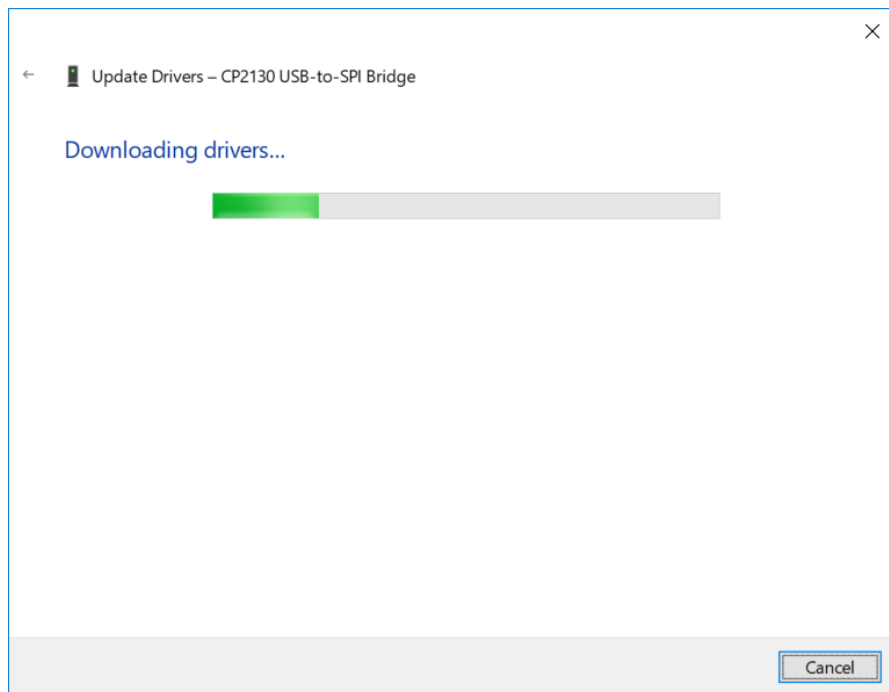 Update Drivers – CP2130 USB-to-SPI Bridge
Downloading drivers...
Cancel